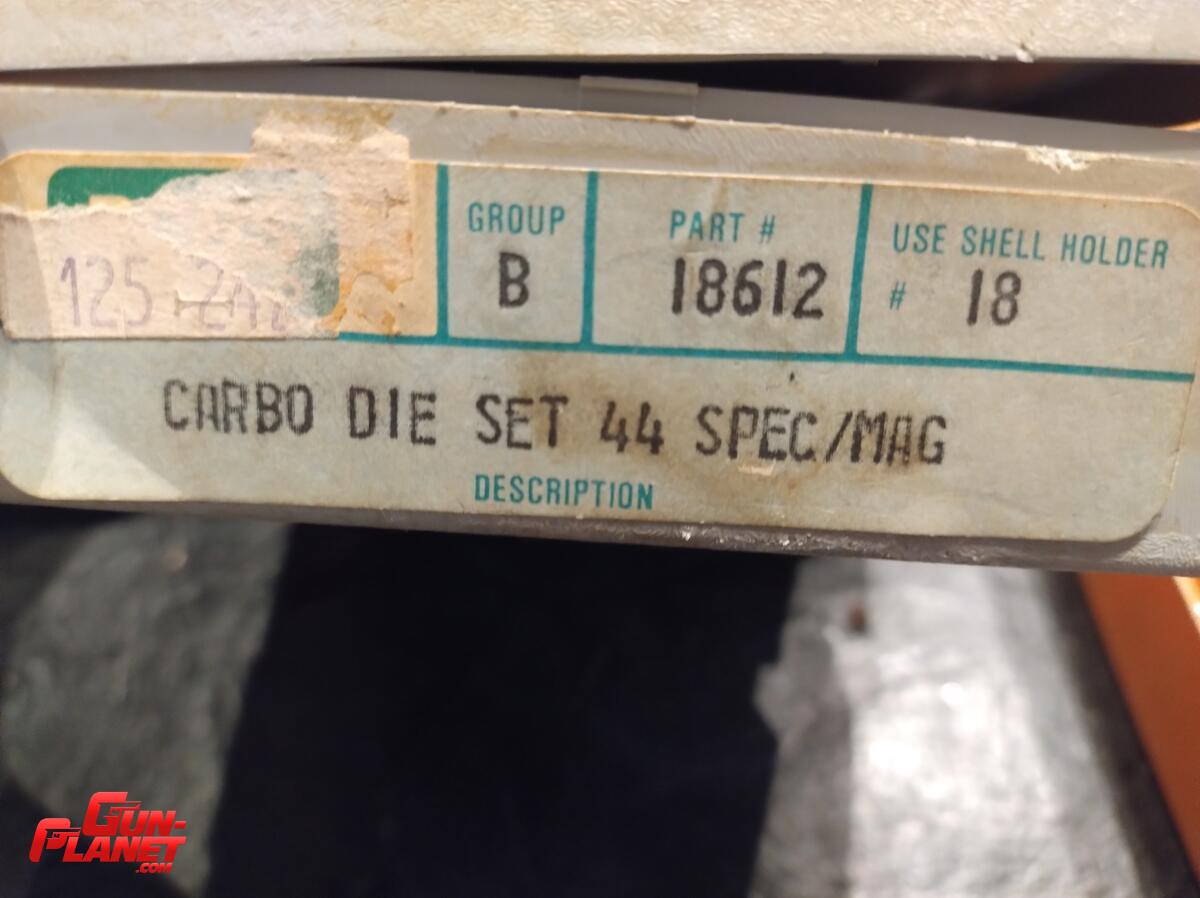 GROUP
B
PART #
18612
USE SHELL HOLDER
# 18
125
CARBO DIE SET 44 SPEC/MAG
DESCRIPTION
GUN-
PLANET
.COM